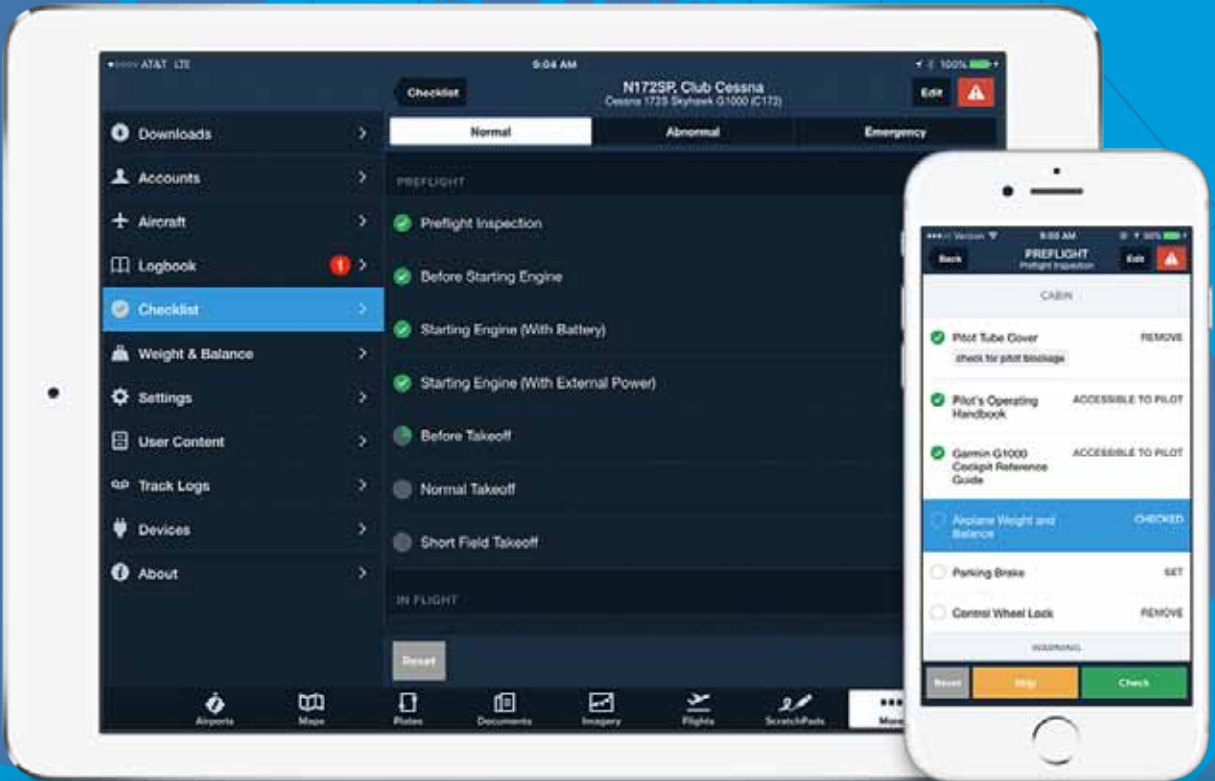 AT&T LTE
9:04 AM
100%
Checklist
N172SP, Club Cessna
Cessna 172S Skyhawk G1000 (C172)
Edit
Downloads
Accounts
Aircraft
Logbook
1
Checklist
Weight & Balance
Settings
User Content
Track Logs
Devices
About
Normal
Abnormal
Emergency
PREFLIGHT
Preflight Inspection
Before Starting Engine
Starting Engine (With Battery)
Starting Engine (With External Power)
Before Takeoff
Normal Takeoff
Short Field Takeoff
IN FLIGHT
Reset
Airports
Maps
Plates
Documents
Imagery
Flights
ScratchPads
More
Verizon
AM
Back
PREFLIGHT
Preflight Inspection
Edit
CABIN
Pitot Tube Cover
REMOVE
check for pitot blockage
Pilot's Operating
Handbook
ACCESSIBLE TO PILOT
Garmin G1000
Cockpit Reference
Guide
ACCESSIBLE TO PILOT
Airplane Weight and
Balance
CHECKED
Parking Brake
SET
Control Wheel Lock
REMOVE
WARNING
Reset
Skip
Check